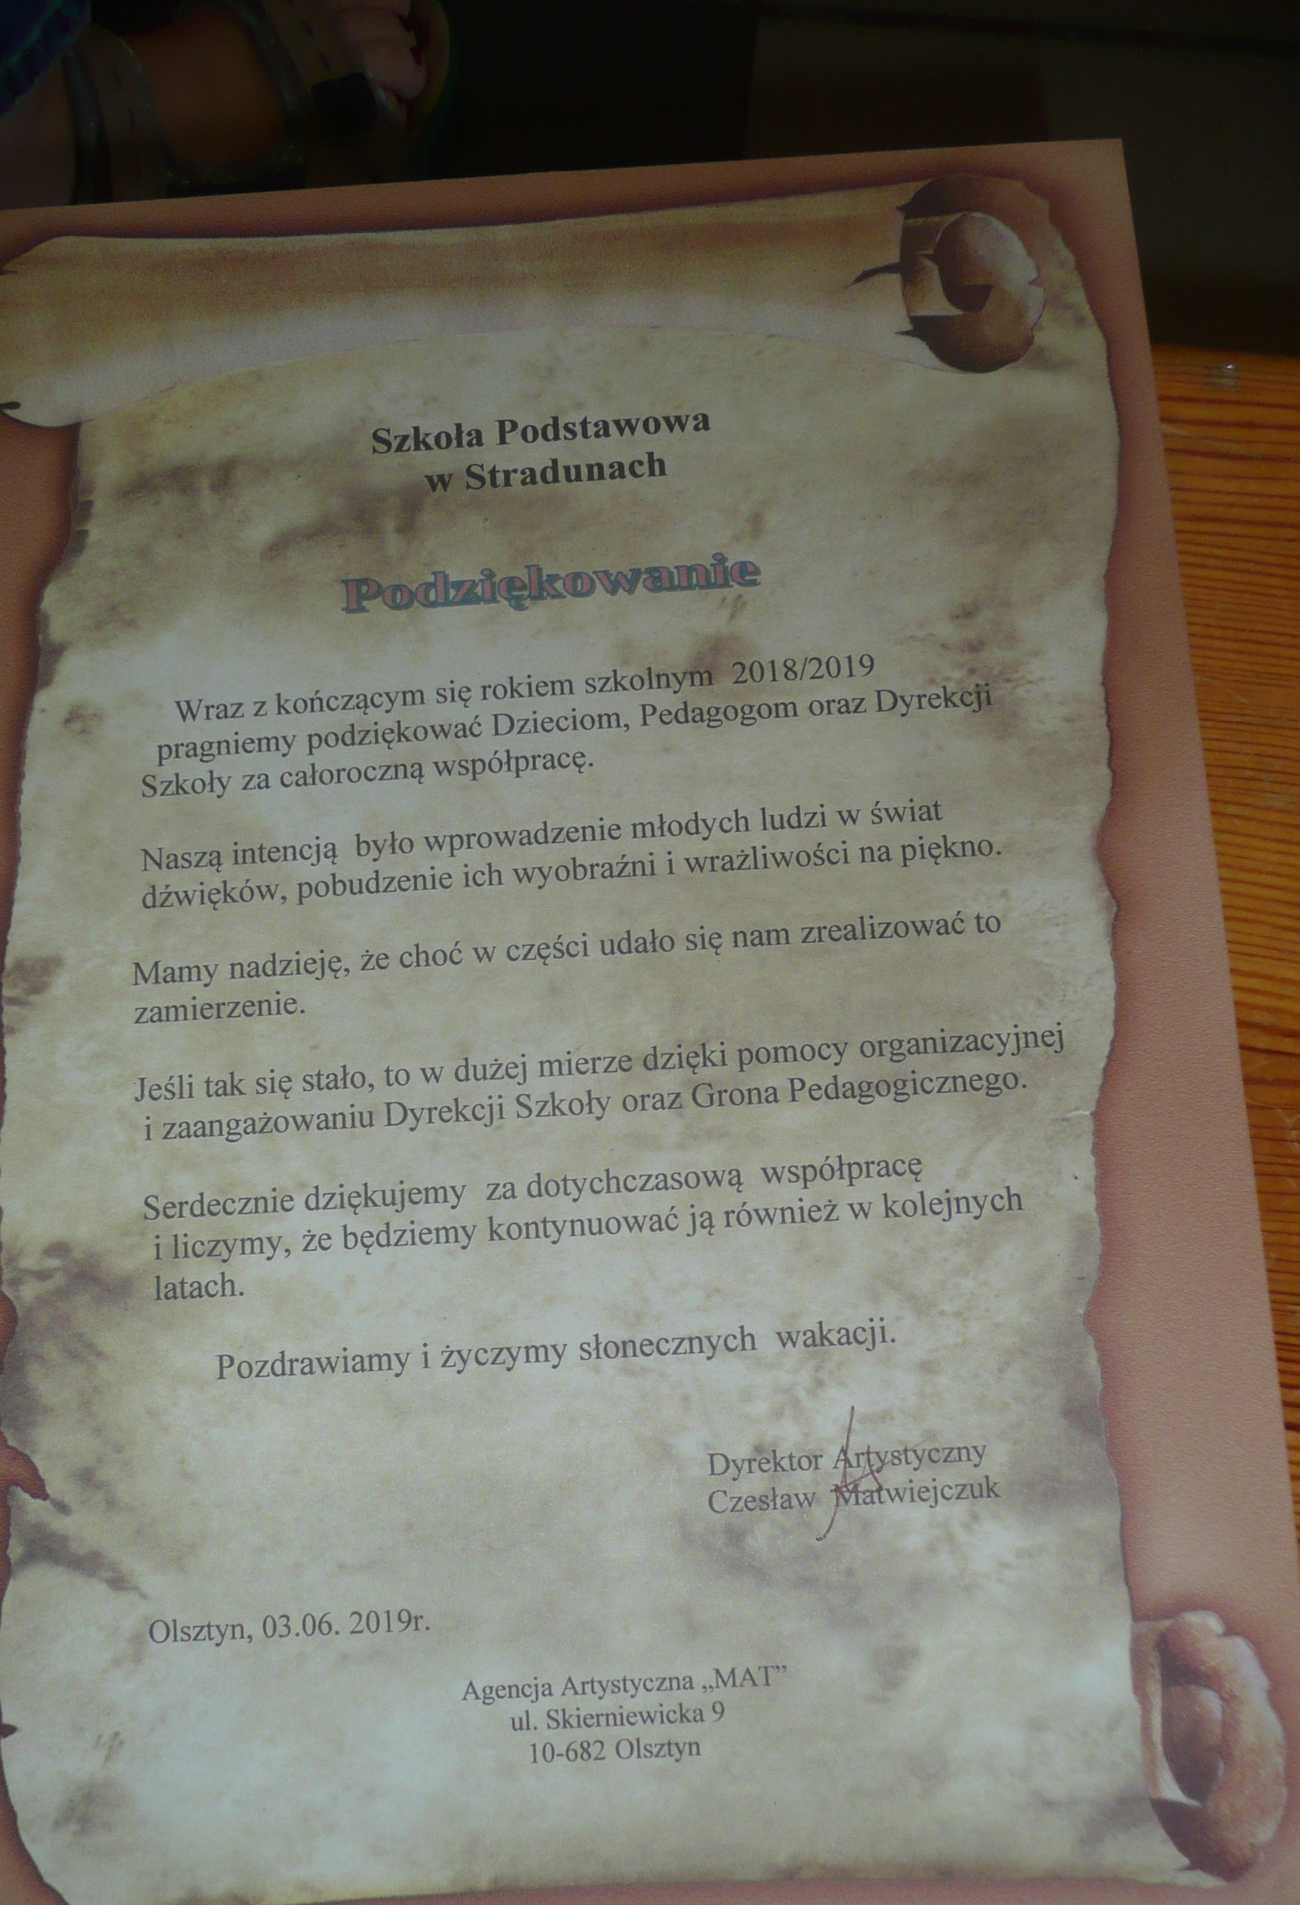 Szkoła Podstawowa
w Stradunach
Podziękowanie
Wraz z kończącym się rokiem szkolnym 2018/2019
pragniemy podziękować Dzieciom, Pedagogom oraz Dyrekcji
Szkoły za całoroczną współpracę.
Naszą intencją było wprowadzenie młodych ludzi w świat
dźwięków, pobudzenie ich wyobraźni i wrażliwości na piękno.
Mamy nadzieję, że choć w części udało się nam zrealizować to
zamierzenie.
Jeśli tak się stało, to w dużej mierze dzięki pomocy organizacyjnej
i zaangażowaniu Dyrekcji Szkoły oraz Grona Pedagogicznego.
Serdecznie dziękujemy za dotychczasową współpracę
i liczymy, że będziemy kontynuować ją również w kolejnych
latach.
Pozdrawiamy i życzymy słonecznych wakacji.
Dyrektor Artystyczny
Czesław Matwiejczuk
Olsztyn, 03.06. 2019r.
Agencja Artystyczna „MAT”
ul. Skierniewicka 9
10-682 Olsztyn